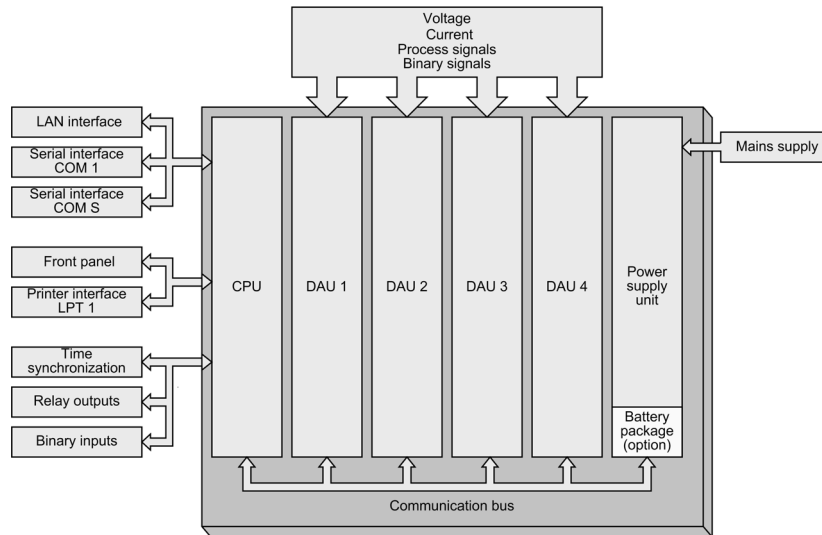 Voltage
Current
Process signals
Binary signals
LAN interface
Serial interface
COM 1
Serial interface
COM S
Mains supply
Front panel
Printer interface
LPT 1
CPU
DAU 1
DAU 2
DAU 3
DAU 4
Power
supply
unit
Time
synchronization
Relay outputs
Binary inputs
Battery
package
(option)
Communication bus